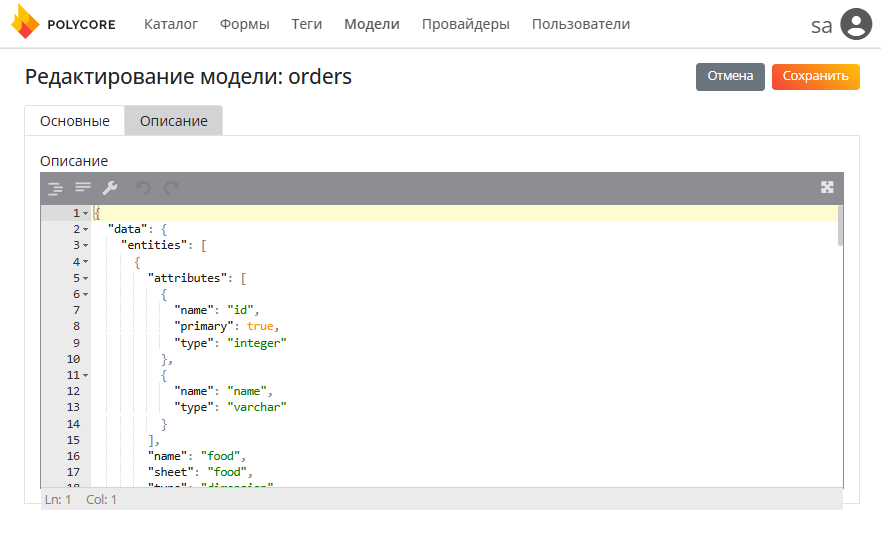 POLYCORE Каталог Формы Теги Модели Провайдеры Пользователи sa
Редактирование модели: orders Отмена Сохранить
Основные Описание
Описание
1 {
2 "data": {
3 "entities": [
4 {
5 "attributes": [
6 {
7 "name": "id",
8 "primary": true,
9 "type": "integer"
10 },
11 {
12 "name": "name",
13 "type": "varchar"
14 }
15 ],
16 "name": "food",
17 "sheet": "food",
18 "type": "dimension"
Ln: 1 Col: 1